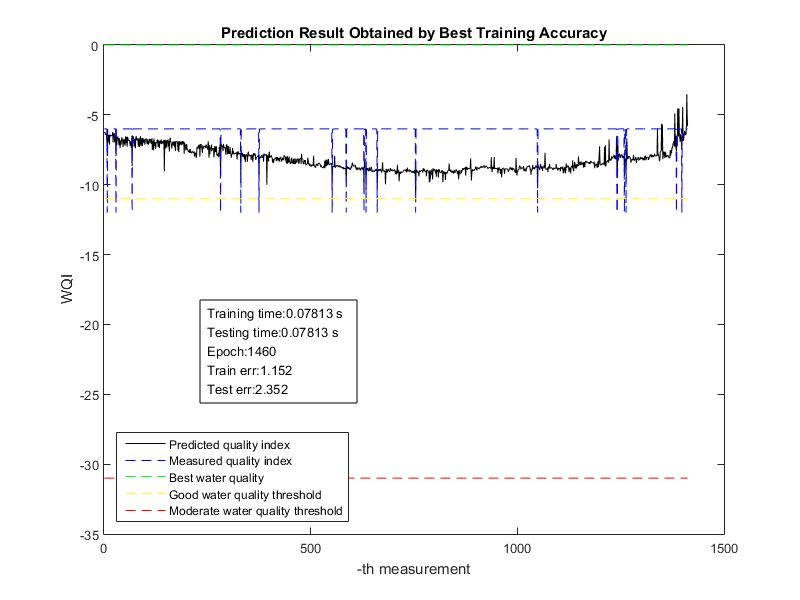 Prediction Result Obtained by Best Training Accuracy
0
-5
-10
-15
-20
-25
-30
-35
WQI
Training time:0.07813 s
Testing time:0.07813 s
Epoch:1460
Train err:1.152
Test err:2.352
Predicted quality index
Measured quality index
Best water quality
Good water quality threshold
Moderate water quality threshold
0
500
1000
1500
-th measurement